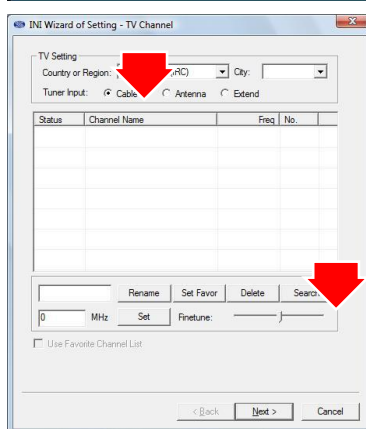 INI Wizard of Setting - TV Channel
TV Setting
Country or Region: City:
Tuner Input: Cable Antenna Extend
Status Channel Name Freq No.
Rename Set Favor Delete
0 MHz Set Finetune:
Use Favorite Channel List
< Back Next > Cancel